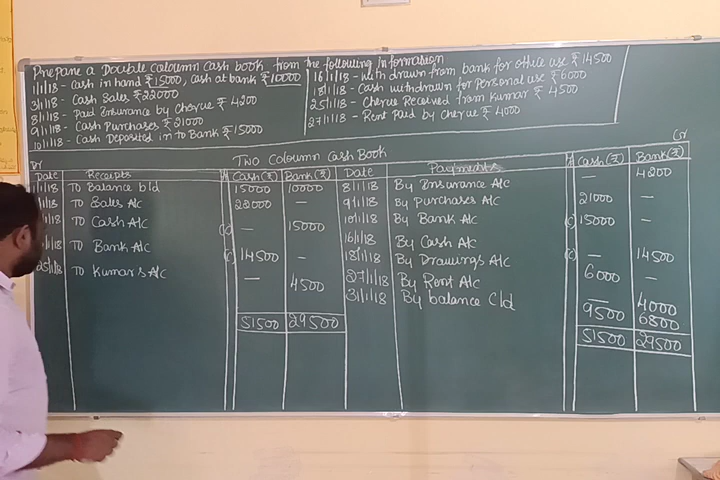 Prepare a Double Coloumn Cash book from the following information
1/1/18 - Cash in hand ₹15000, Cash at bank ₹10000
3/1/18 - Cash Sales ₹22000
8/1/18 - Paid Insurance by Cheque ₹4200
9/1/18 - Cash Purchases ₹21000
10/1/18 - Cash Deposited in to Bank ₹15000
16/1/18 - with drawn from bank for office use ₹14500
18/1/18 - Cash withdrawn for Personal use ₹6000
25/1/18 - Cheque Received from Kumar ₹4500
27/1/18 - Rent Paid by cheque ₹4000
Two Coloumn Cash Book
Dr Cr
Date Receipts Cash(₹) Bank(₹) Date Payments Cash(₹) Bank(₹)
1/1/18 To Balance b/d 15000 10000 8/1/18 By Insurance A/c — 4200
1/18 To Sales A/c 22000 — 9/1/18 By Purchases A/c 21000 —
1/18 To Cash A/c (C) — 15000 10/1/18 By Bank A/c (C) 15000 —
1/18 To Bank A/c (C) 14500 — 16/1/18 By Cash A/c (C) — 14500
25/1/18 To Kumar's A/c — 4500 18/1/18 By Drawings A/c 6000 —
27/1/18 By Rent A/c — 4000
31/1/18 By balance C/d 9500 6800
51500 29500 51500 29500